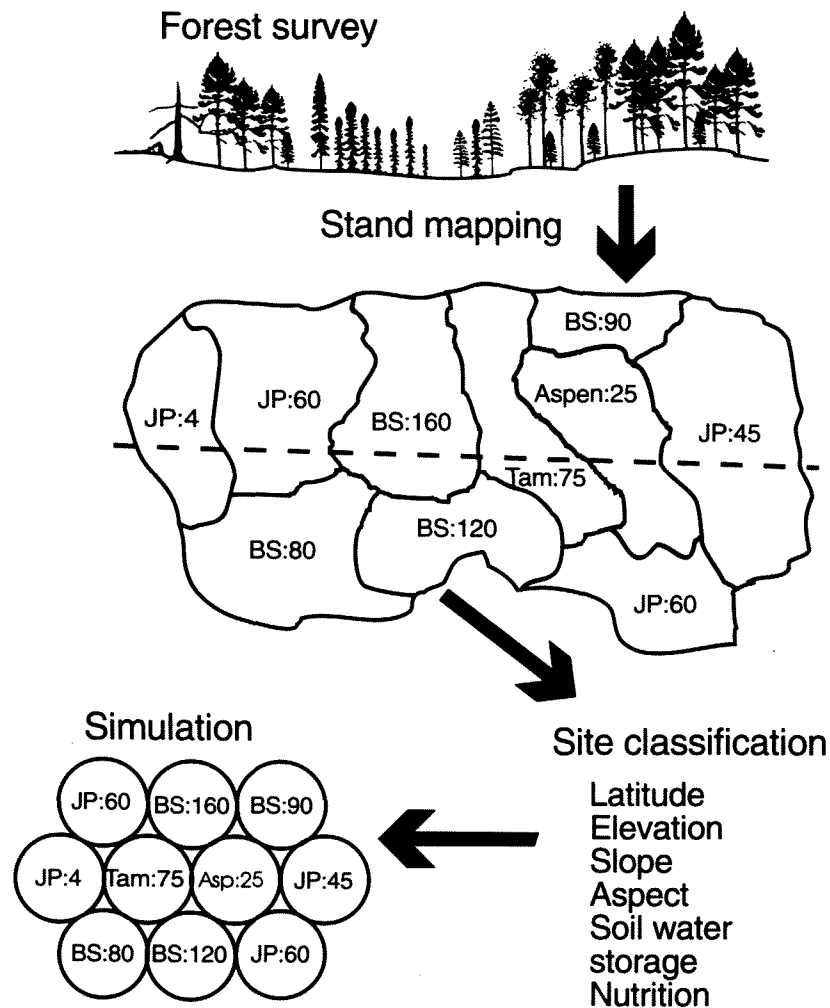 Forest survey
Stand mapping
BS:90
JP:4
JP:60
BS:160
Aspen:25
JP:45
Tam:75
BS:80
BS:120
JP:60
Simulation
JP:60
BS:160
BS:90
JP:4
Tam:75
Asp:25
JP:45
BS:80
BS:120
JP:60
Site classification
Latitude
Elevation
Slope
Aspect
Soil water
storage
Nutrition